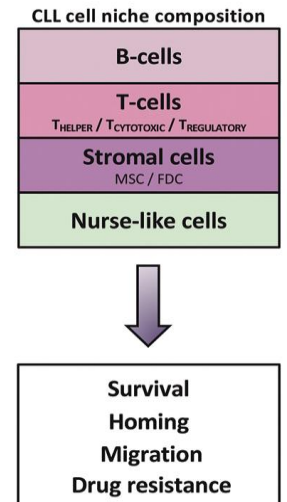 CLL cell niche composition
B-cells
T-cells
THELPER / TCYTOTOXIC / TREGULATORY
Stromal cells
MSC / FDC
Nurse-like cells
Survival
Homing
Migration
Drug resistance